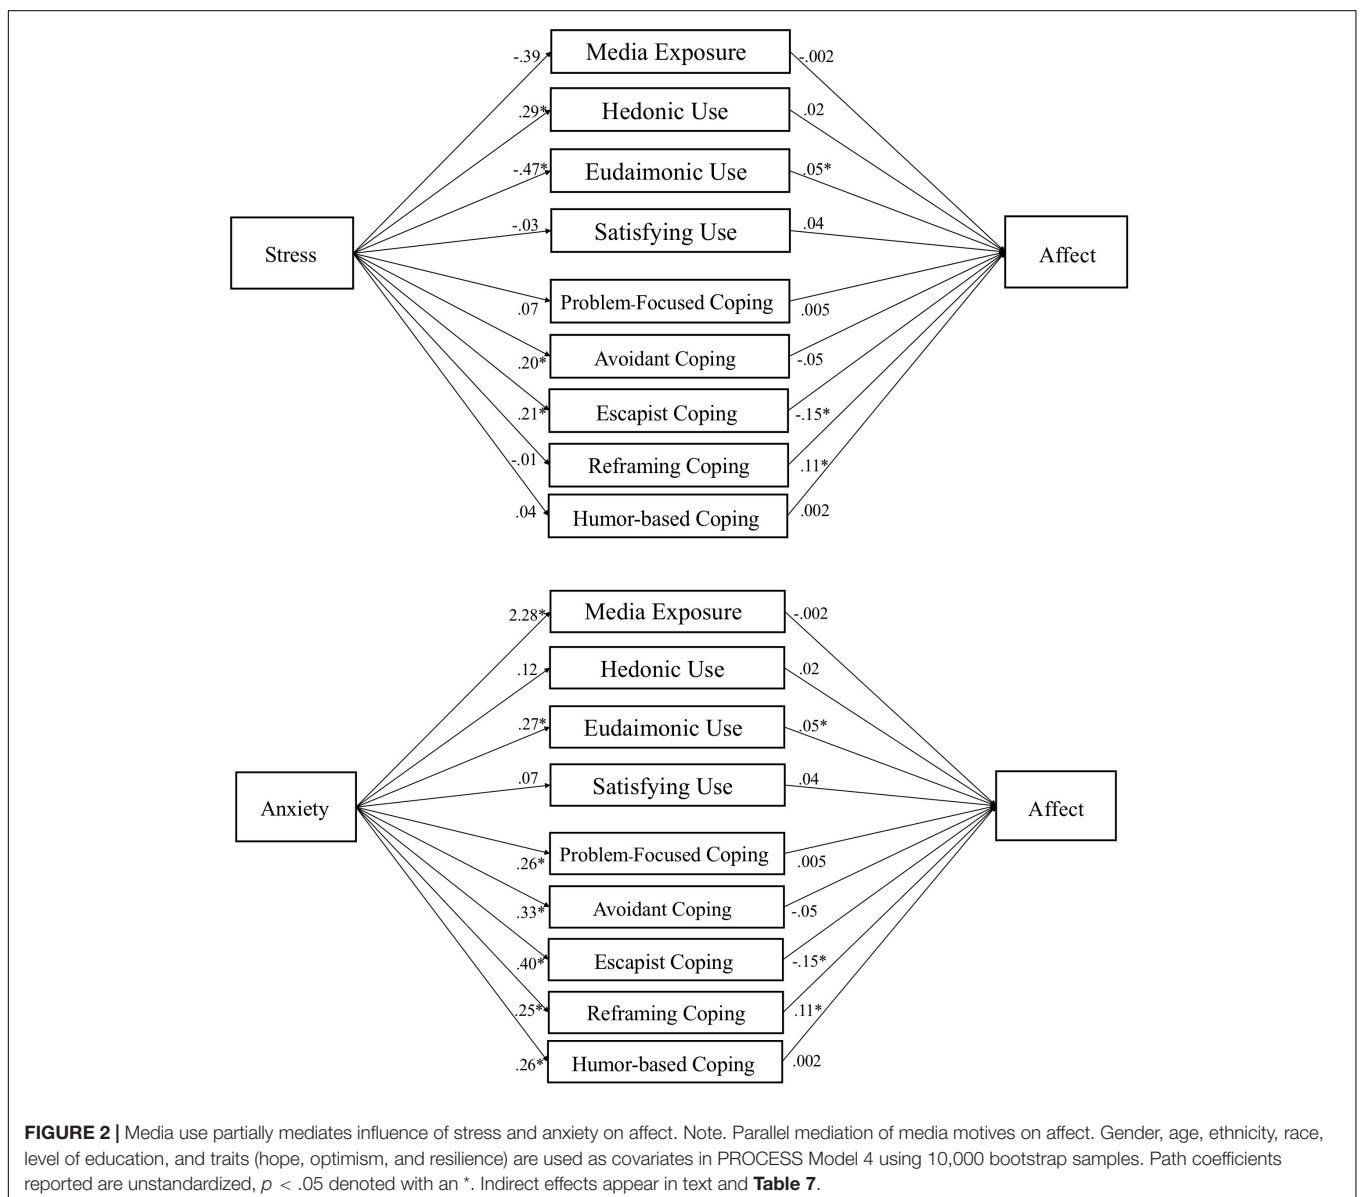 -.39 Media Exposure -.002
.29* Hedonic Use .02
-.47* Eudaimonic Use .05*
-.03 Satisfying Use .04
Stress Affect
.07 Problem-Focused Coping .005
.20* Avoidant Coping -.05
.21* Escapist Coping -.15*
-.01 Reframing Coping .11*
.04 Humor-based Coping .002
2.28* Media Exposure -.002
.12 Hedonic Use .02
.27* Eudaimonic Use .05*
.07 Satisfying Use .04
Anxiety Affect
.26* Problem-Focused Coping .005
.33* Avoidant Coping -.05
.40* Escapist Coping -.15*
.25* Reframing Coping .11*
.26* Humor-based Coping .002
FIGURE 2 | Media use partially mediates influence of stress and anxiety on affect. Note. Parallel mediation of media motives on affect. Gender, age, ethnicity, race,
level of education, and traits (hope, optimism, and resilience) are used as covariates in PROCESS Model 4 using 10,000 bootstrap samples. Path coefficients
reported are unstandardized, p < .05 denoted with an *. Indirect effects appear in text and Table 7.